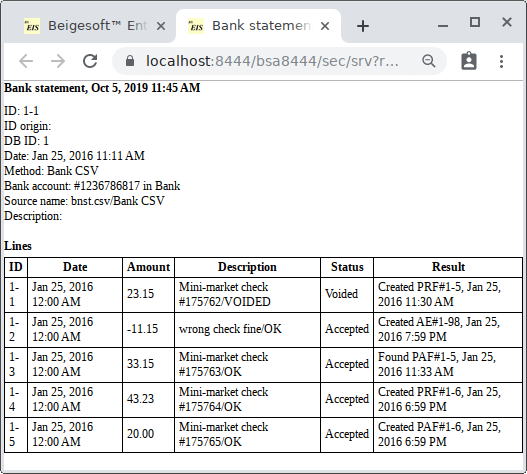 EIS Beigesoft™ Ent
EIS Bank statemen
localhost:8444/bsa8444/sec/srv?r...
Bank statement, Oct 5, 2019 11:45 AM
ID: 1-1
ID origin:
DB ID: 1
Date: Jan 25, 2016 11:11 AM
Method: Bank CSV
Bank account: #1236786817 in Bank
Source name: bnst.csv/Bank CSV
Description:
Lines
ID Date Amount Description Status Result
1-1 Jan 25, 2016 12:00 AM 23.15 Mini-market check #175762/VOIDED Voided Created PRF#1-5, Jan 25, 2016 11:30 AM
1-2 Jan 25, 2016 12:00 AM -11.15 wrong check fine/OK Accepted Created AE#1-98, Jan 25, 2016 7:59 PM
1-3 Jan 25, 2016 12:00 AM 33.15 Mini-market check #175763/OK Accepted Found PAF#1-5, Jan 25, 2016 11:33 AM
1-4 Jan 25, 2016 12:00 AM 43.23 Mini-market check #175764/OK Accepted Created PRF#1-6, Jan 25, 2016 6:59 PM
1-5 Jan 25, 2016 12:00 AM 20.00 Mini-market check #175765/OK Accepted Created PAF#1-6, Jan 25, 2016 6:59 PM